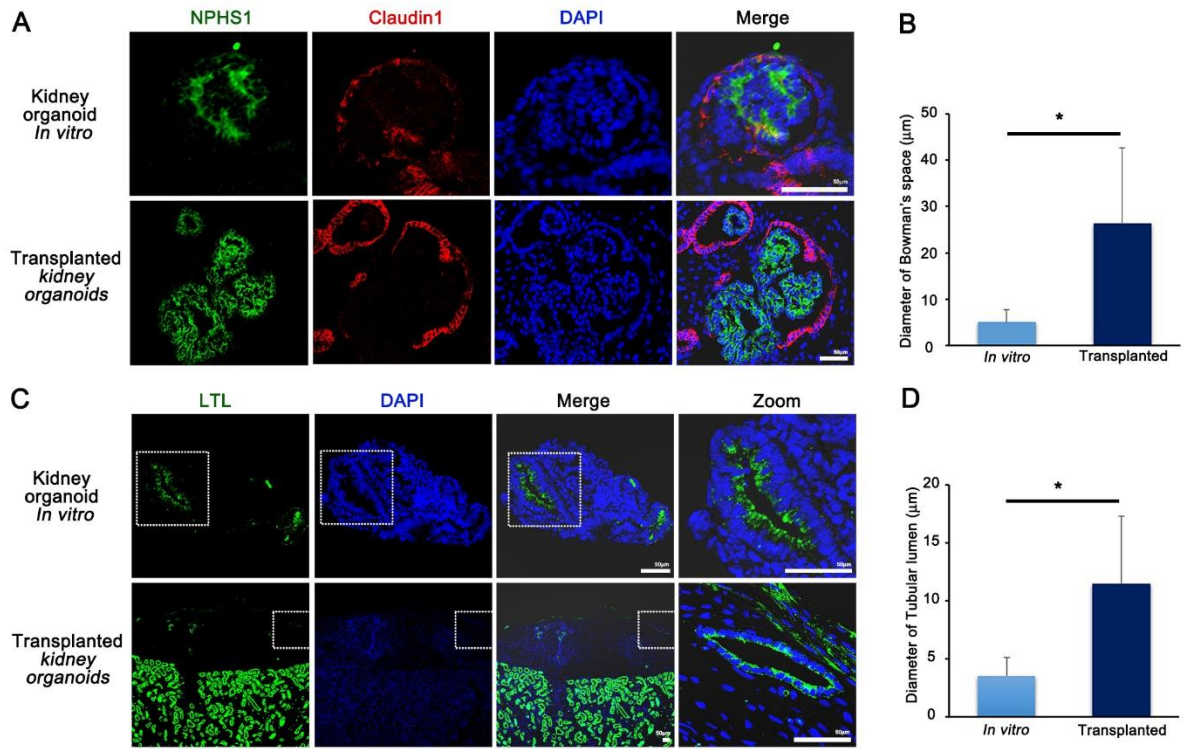 A
NPHS1
Claudin1
DAPI
Merge
Kidney
organoid
In vitro
50μm
Transplanted
kidney
organoids
50μm
B
Diameter of Bowman's space (μm)
50
40
30
20
10
0
*
In vitro
Transplanted
C
LTL
DAPI
Merge
Zoom
Kidney
organoid
In vitro
50μm
50μm
Transplanted
kidney
organoids
50μm
50μm
D
Diameter of Tubular lumen (μm)
20
15
10
5
0
*
In vitro
Transplanted